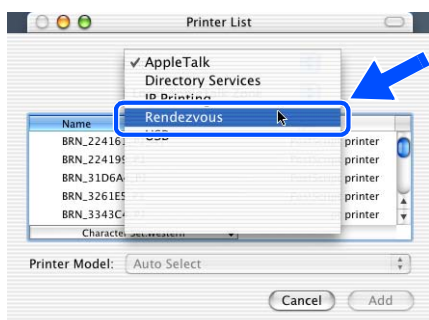 Printer List
✓ AppleTalk
Directory Services
IP Printing
Rendezvous
USB
Name
BRN_22416 printer
BRN_22419 printer
BRN_31D6A printer
BRN_3261E printer
BRN_3343C printer
Character Set:Western
Printer Model: Auto Select
Cancel Add